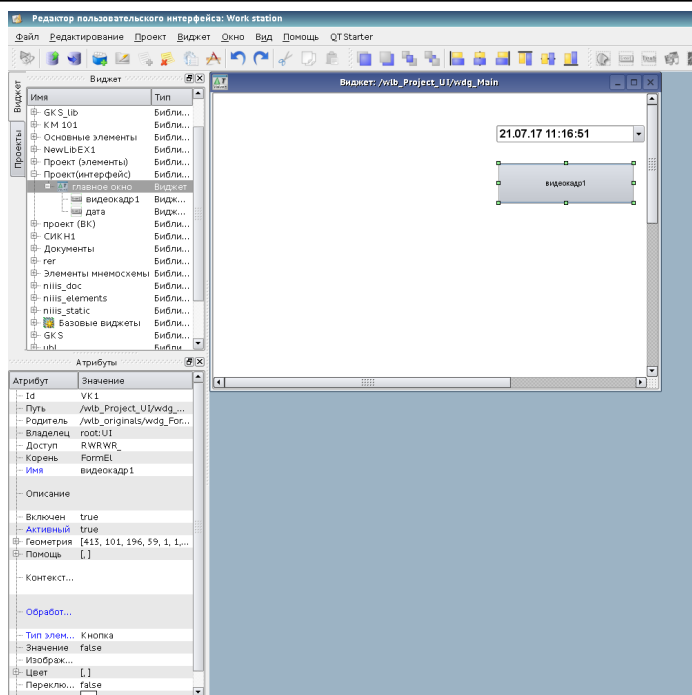 Редактор пользовательского интерфейса: Work station
Файл Редактирование Проект Виджет Окно Вид Помощь QTStarter
Виджет
Проекты
Виджет
Имя Тип
GKS_lib Библи...
КМ 101 Библи...
Основные элементы Библи...
NewLibEX1 Библи...
Проект (элементы) Библи...
Проект(интерфейс) Библи...
главное окно Виджет
видеокадр1 Видж...
дата Видж...
проект (ВК) Библи...
СИКН1 Библи...
Документы Библи...
rer Библи...
Элементы мнемосхемы Библи...
niiis_doc Библи...
niiis_elements Библи...
niiis_static Библи...
Базовые виджеты Библи...
GKS Библи...
ubl Библи...
Атрибуты
Атрибут Значение
Id VK1
Путь /wlb_Project_UI/wdg_...
Родитель /wlb_originals/wdg_For...
Владелец root:UI
Доступ RWRWR_
Корень FormEl
Имя видеокадр1
Описание
Включен true
Активный true
Геометрия [413, 101, 196, 59, 1, 1,...
Помощь [,]
Контекст...
Обработ...
Тип элем... Кнопка
Значение false
Изображ...
Цвет [,]
Переклю... false
Виджет: /wlb_Project_UI/wdg_Main
21.07.17 11:16:51
видеокадр1